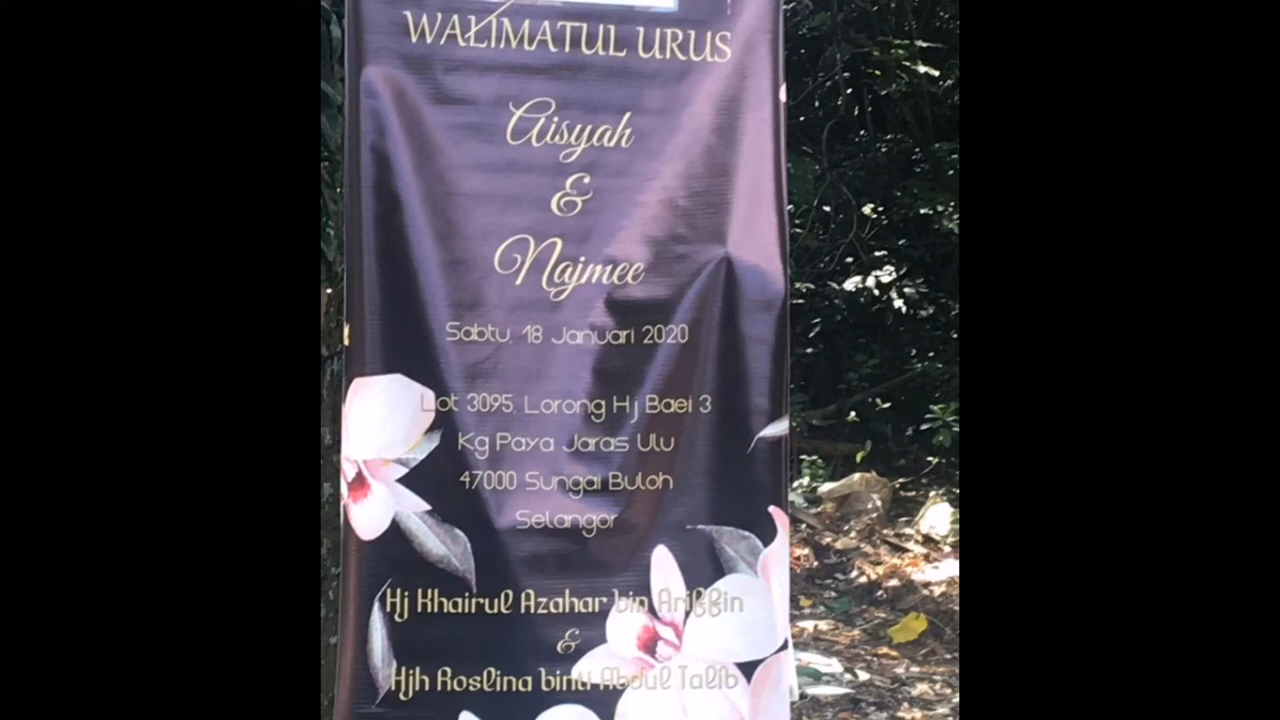 WALIMATUL URUS
Aisyah
&
Najmee
Sabtu, 18 Januari 2020
Lot 3095, Lorong Hj Baei 3
Kg Paya Jaras Ulu
47000 Sungai Buloh
Selangor
Hj Khairul Azahar bin Ariffin
&
Hjh Roslina binti Abdul Talib